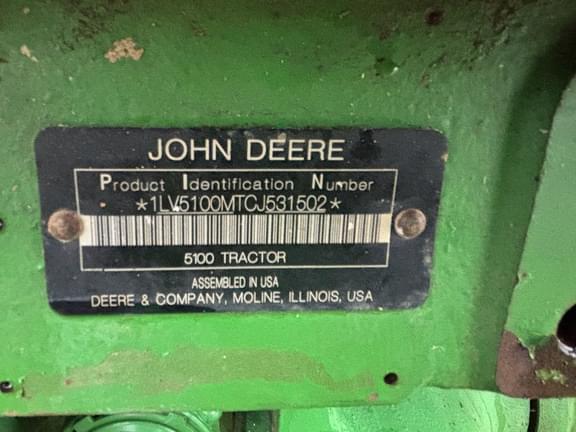 JOHN DEERE
Product Identification Number
*1LV5100MTCJ531502*
5100 TRACTOR
ASSEMBLED IN USA
DEERE & COMPANY, MOLINE, ILLINOIS, USA